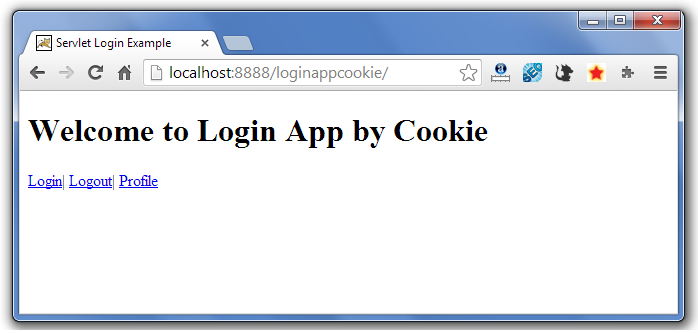 Servlet Login Example
localhost:8888/loginappcookie/
Welcome to Login App by Cookie
Login| Logout| Profile